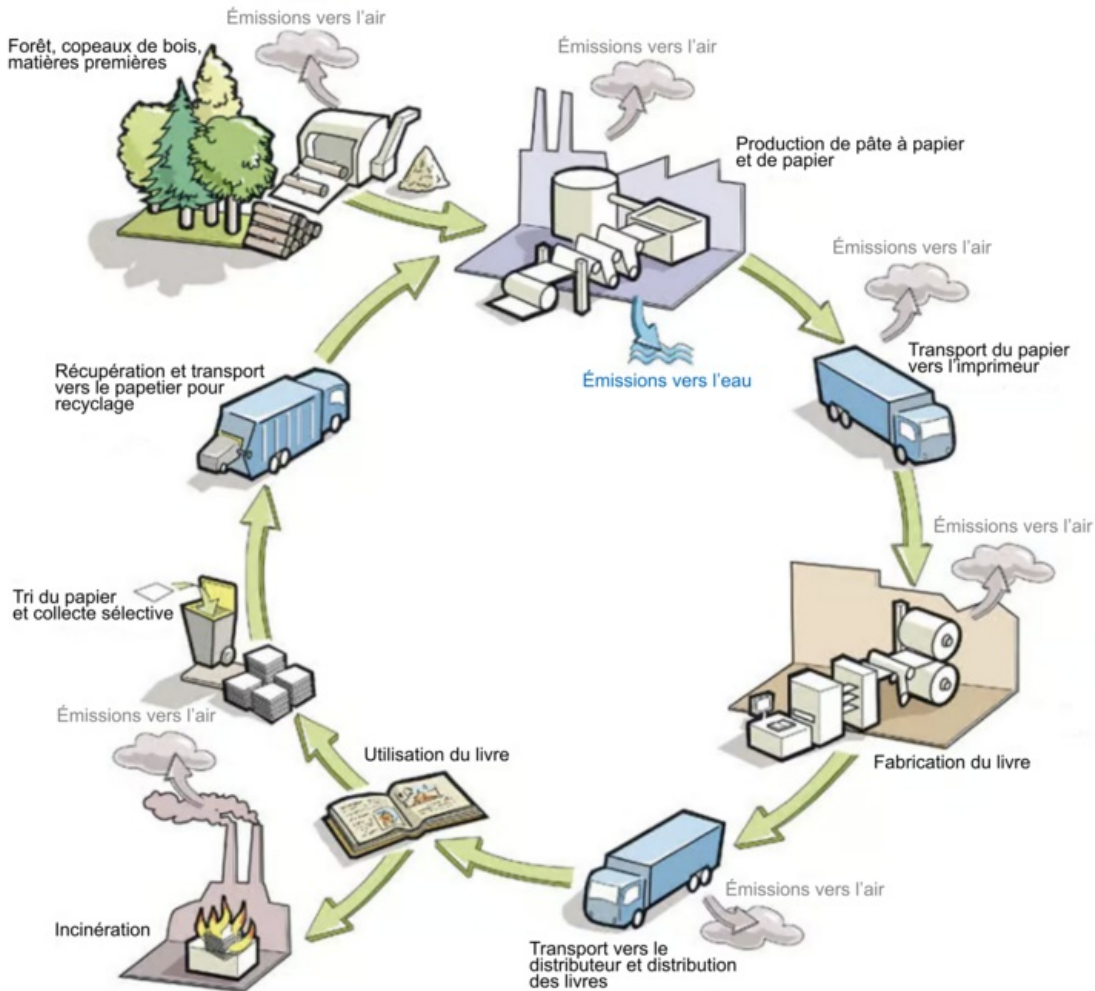 Émissions vers l'air
Forêt, copeaux de bois,
matières premières
Émissions vers l'air
Production de pâte à papier
et de papier
Émissions vers l'air
Transport du papier
vers l'imprimeur
Émissions vers l'eau
Récupération et transport
vers le papetier pour
recyclage
Émissions vers l'air
Tri du papier
et collecte sélective
Émissions vers l'air
Utilisation du livre
Fabrication du livre
Émissions vers l'air
Incinération
Transport vers le
distributeur et distribution
des livres